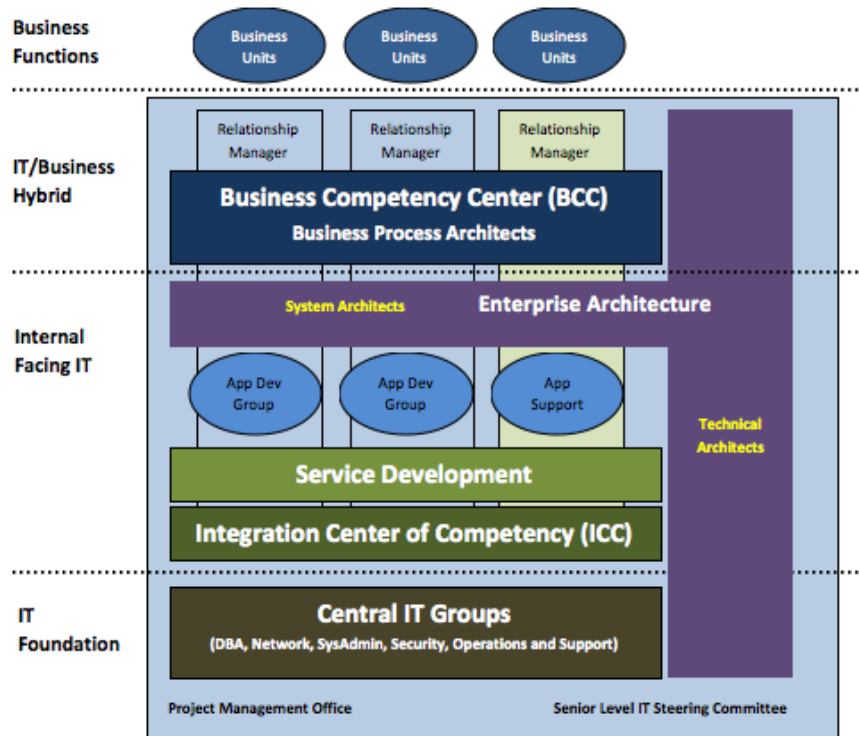 Business
Functions
Business
Units
Business
Units
Business
Units
IT/Business
Hybrid
Relationship
Manager
Relationship
Manager
Relationship
Manager
Business Competency Center (BCC)
Business Process Architects
Internal
Facing IT
System Architects
Enterprise Architecture
App Dev
Group
App Dev
Group
App
Support
Technical
Architects
Service Development
Integration Center of Competency (ICC)
IT
Foundation
Central IT Groups
(DBA, Network, SysAdmin, Security, Operations and Support)
Project Management Office
Senior Level IT Steering Committee